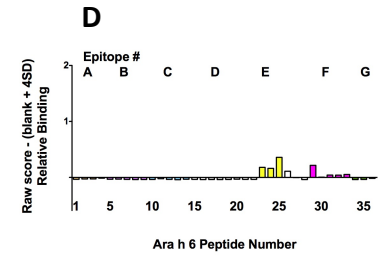 D
Epitope #
A B C D E F G
Raw score - (blank + 4SD)
Relative Binding
2
1
1 5 10 15 20 25 30 35
Ara h 6 Peptide Number